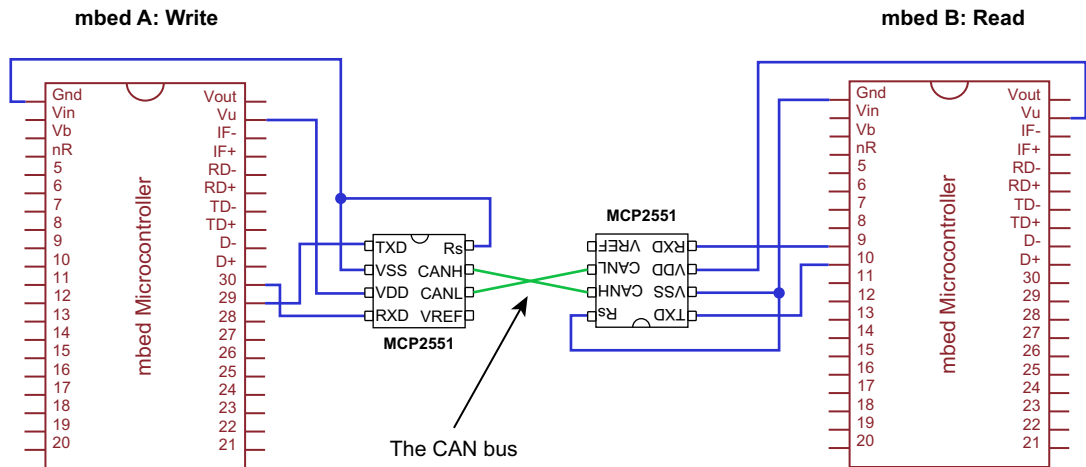 mbed A: Write
mbed B: Read
Gnd
Vin
Vb
nR
5
6
7
8
9
10
11
12
13
14
15
16
17
18
19
20
mbed Microcontroller
Vout
Vu
IF-
IF+
RD-
RD+
TD-
TD+
D-
D+
30
29
28
27
26
25
24
23
22
21
TXD
VSS
VDD
RXD
Rs
CANH
CANL
VREF
MCP2551
MCP2551
VREF
CANL
CANH
Rs
RXD
VDD
VSS
TXD
The CAN bus
Gnd
Vin
Vb
nR
5
6
7
8
9
10
11
12
13
14
15
16
17
18
19
20
mbed Microcontroller
Vout
Vu
IF-
IF+
RD-
RD+
TD-
TD+
D-
D+
30
29
28
27
26
25
24
23
22
21